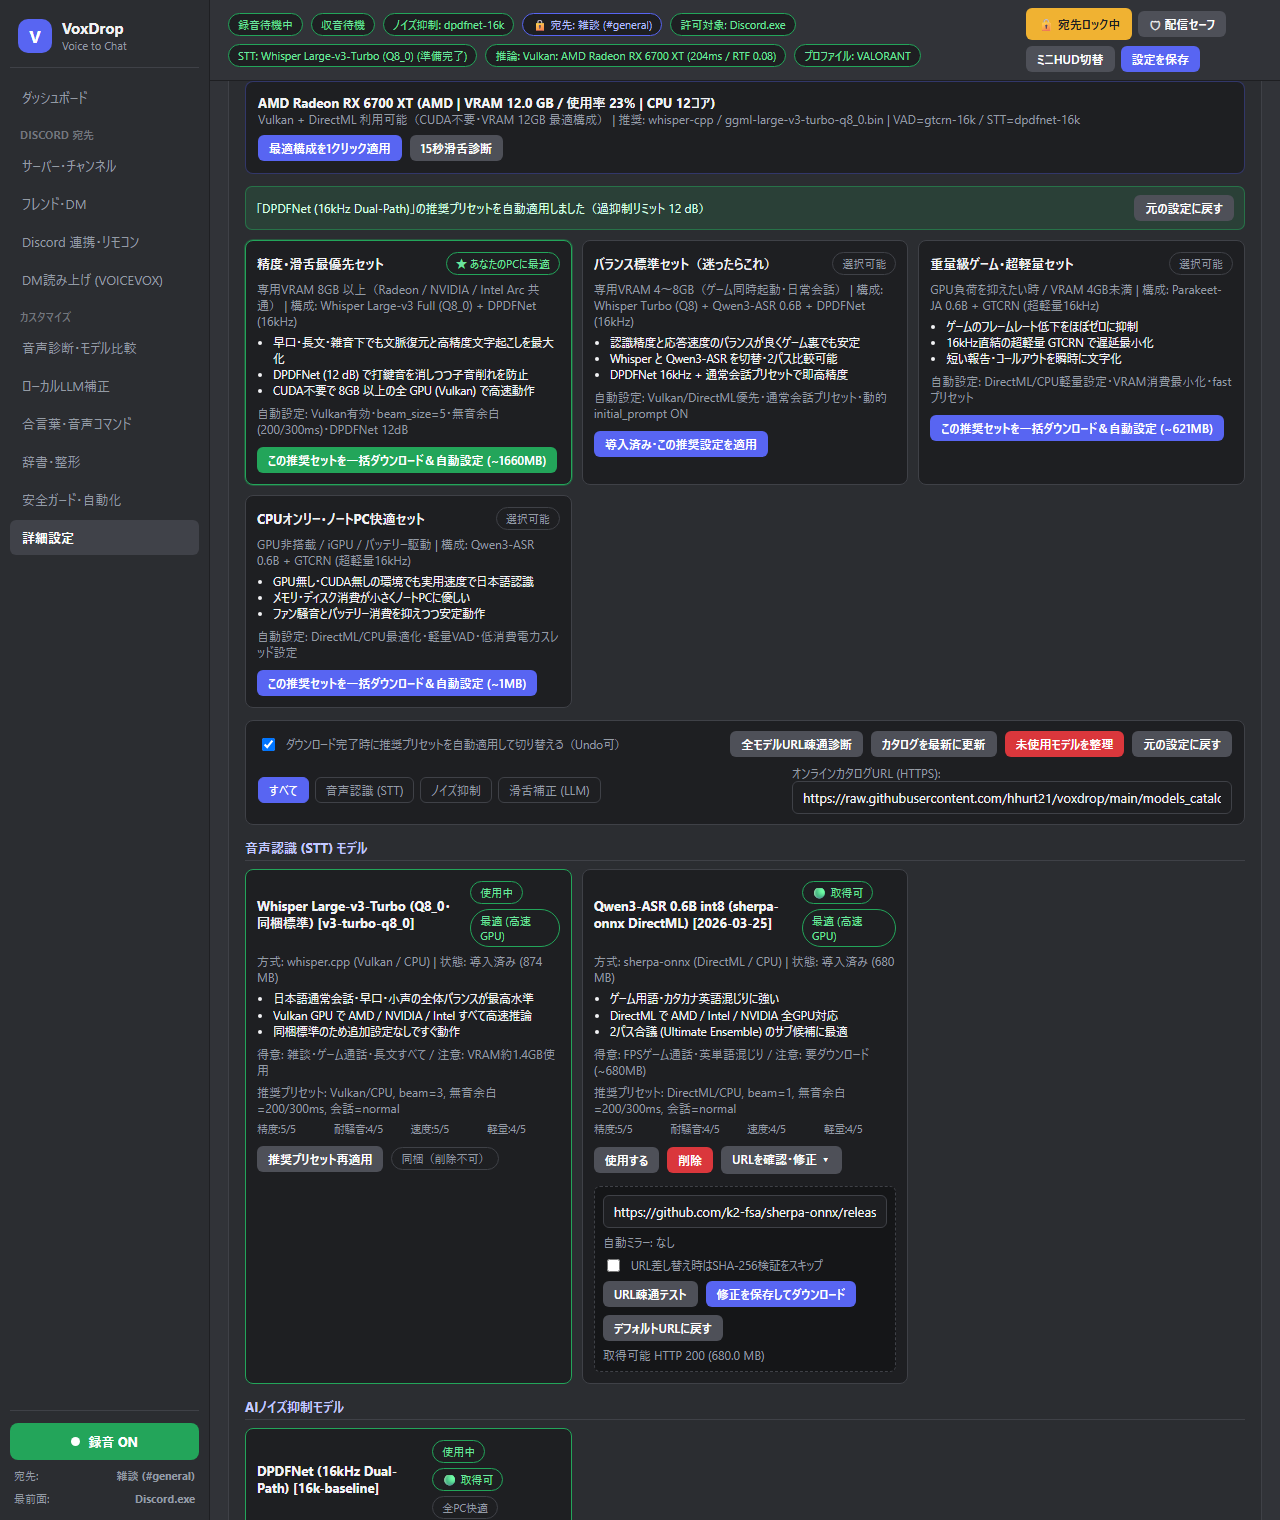 V
VoxDrop
Voice to Chat
ダッシュボード
DISCORD 宛先
サーバー・チャンネル
フレンド・DM
Discord 連携・リモコン
DM読み上げ (VOICEVOX)
カスタマイズ
音声診断・モデル比較
ローカルLLM補正
合言葉・音声コマンド
辞書・整形
安全ガード・自動化
詳細設定
録音 ON
宛先: 雑談 (#general)
最前面: Discord.exe
録音待機中
収音待機
ノイズ抑制: dpdfnet-16k
宛先: 雑談 (#general)
許可対象: Discord.exe
STT: Whisper Large-v3-Turbo (Q8_0) (準備完了)
推論: Vulkan: AMD Radeon RX 6700 XT (204ms / RTF 0.08)
プロファイル: VALORANT
宛先ロック中
配信セーフ
ミニHUD切替
設定を保存
AMD Radeon RX 6700 XT (AMD | VRAM 12.0 GB / 使用率 23% | CPU 12コア)
Vulkan + DirectML 利用可能（CUDA不要・VRAM 12GB 最適構成） | 推奨: whisper-cpp / ggml-large-v3-turbo-q8_0.bin | VAD=gtcrn-16k / STT=dpdfnet-16k
最適構成を1クリック適用
15秒滑舌診断
「DPDFNet (16kHz Dual-Path)」の推奨プリセットを自動適用しました（過抑制リミット 12 dB）
元の設定に戻す
精度・滑舌最優先セット
★ あなたのPCに最適
専用VRAM 8GB 以上（Radeon / NVIDIA / Intel Arc 共
通） | 構成: Whisper Large-v3 Full (Q8_0) + DPDFNet
(16kHz)
• 早口・長文・雑音下でも文脈復元と高精度文字起こしを最大
化
• DPDFNet (12 dB) で打鍵音を消しつつ子音削れを防止
• CUDA不要で 8GB 以上の全 GPU (Vulkan) で高速動作
自動設定: Vulkan有効・beam_size=5・無音余白
(200/300ms)・DPDFNet 12dB
この推奨セットを一括ダウンロード＆自動設定 (~1660MB)
バランス標準セット（迷ったらこれ）
選択可能
専用VRAM 4～8GB（ゲーム同時起動・日常会話） | 構成:
Whisper Turbo (Q8) + Qwen3-ASR 0.6B + DPDFNet
(16kHz)
• 認識精度と応答速度のバランスが良くゲーム裏でも安定
• Whisper と Qwen3-ASR を切替・2パス比較可能
• DPDFNet 16kHz + 通常会話プリセットで即高精度
自動設定: Vulkan/DirectML優先・通常会話プリセット・動的
initial_prompt ON
導入済み・この推奨設定を適用
重量級ゲーム・超軽量セット
選択可能
GPU負荷を抑えたい時 / VRAM 4GB未満 | 構成: Parakeet-
JA 0.6B + GTCRN (超軽量16kHz)
• ゲームのフレームレート低下をほぼゼロに抑制
• 16kHz直結の超軽量 GTCRN で遅延最小化
• 短い報告・コールアウトを瞬時に文字化
自動設定: DirectML/CPU軽量設定・VRAM消費最小化・fast
プリセット
この推奨セットを一括ダウンロード＆自動設定 (~621MB)
CPUオンリー・ノートPC快適セット
選択可能
GPU非搭載 / iGPU / バッテリー駆動 | 構成: Qwen3-ASR
0.6B + GTCRN (超軽量16kHz)
• GPU無し・CUDA無しの環境でも実用速度で日本語認識
• メモリ・ディスク消費が小さくノートPCに優しい
• ファン騒音とバッテリー消費を抑えつつ安定動作
自動設定: DirectML/CPU最適化・軽量VAD・低消費電力スレ
ッド設定
この推奨セットを一括ダウンロード＆自動設定 (~1MB)
ダウンロード完了時に推奨プリセットを自動適用して切り替える（Undo可）
全モデルURL疎通診断
カタログを最新に更新
未使用モデルを整理
元の設定に戻す
すべて
音声認識 (STT)
ノイズ抑制
滑舌補正 (LLM)
オンラインカタログURL (HTTPS):
https://raw.githubusercontent.com/hhurt21/voxdrop/main/models_catalc
音声認識 (STT) モデル
Whisper Large-v3-Turbo (Q8_0・
同梱標準) [v3-turbo-q8_0]
使用中
最適 (高速
GPU)
方式: whisper.cpp (Vulkan / CPU) | 状態: 導入済み (874
MB)
• 日本語通常会話・早口・小声の全体バランスが最高水準
• Vulkan GPU で AMD / NVIDIA / Intel すべて高速推論
• 同梱標準のため追加設定なしですぐ動作
得意: 雑談・ゲーム通話・長文すべて / 注意: VRAM約1.4GB使
用
推奨プリセット: Vulkan/CPU, beam=3, 無音余白
=200/300ms, 会話=normal
精度:5/5 耐騒音:4/5 速度:5/5 軽量:4/5
推奨プリセット再適用
同梱（削除不可）
Qwen3-ASR 0.6B int8 (sherpa-
onnx DirectML) [2026-03-25]
取得可
最適 (高速
GPU)
方式: sherpa-onnx (DirectML / CPU) | 状態: 導入済み (680
MB)
• ゲーム用語・カタカナ英語混じりに強い
• DirectML で AMD / Intel / NVIDIA 全GPU対応
• 2パス合議 (Ultimate Ensemble) のサブ候補に最適
得意: FPSゲーム通話・英単語混じり / 注意: 要ダウンロード
(~680MB)
推奨プリセット: DirectML/CPU, beam=1, 無音余白
=200/300ms, 会話=normal
精度:5/5 耐騒音:4/5 速度:4/5 軽量:4/5
使用する
削除
URLを確認・修正 ▼
https://github.com/k2-fsa/sherpa-onnx/releas
自動ミラー: なし
URL差し替え時はSHA-256検証をスキップ
URL疎通テスト
修正を保存してダウンロード
デフォルトURLに戻す
取得可能 HTTP 200 (680.0 MB)
AIノイズ抑制モデル
DPDFNet (16kHz Dual-
Path) [16k-baseline]
使用中
取得可
全PC快適